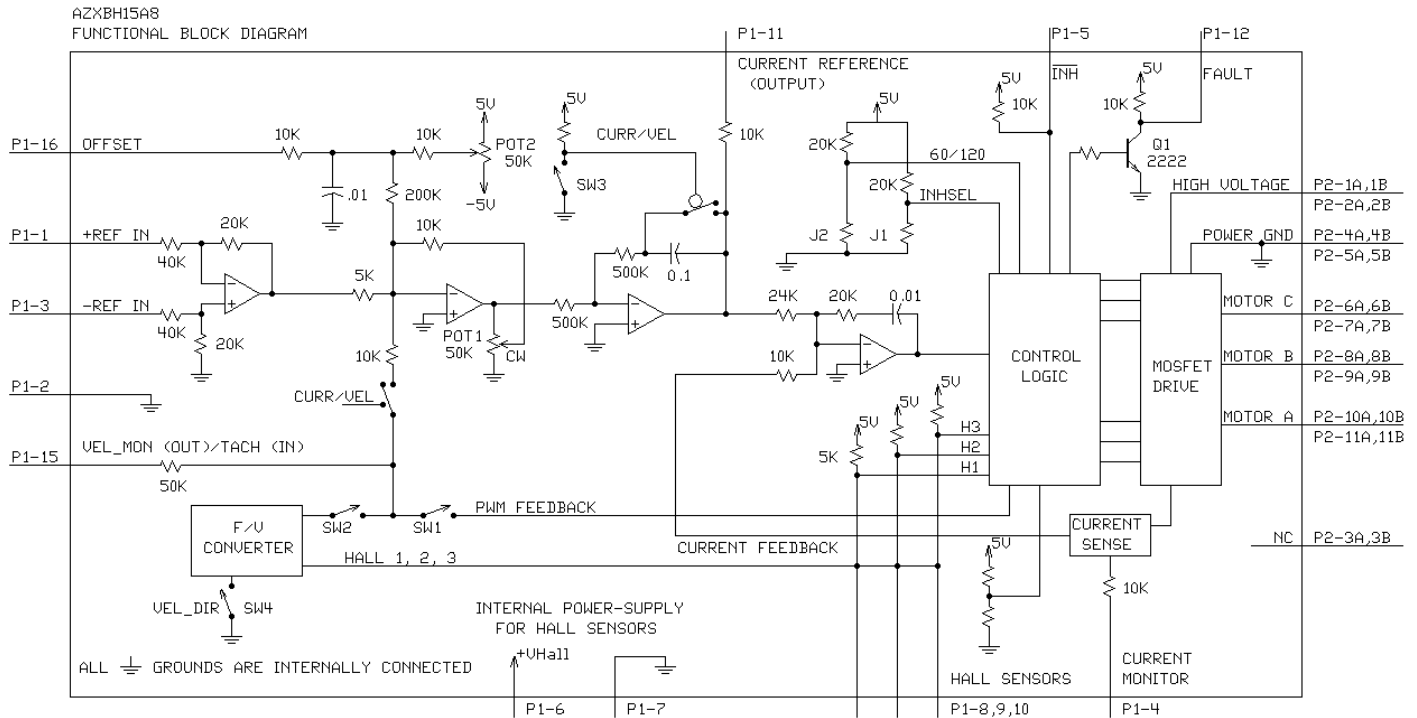 AZXBH15A8
FUNCTIONAL BLOCK DIAGRAM
P1-11
P1-5
P1-12
CURRENT REFERENCE
(OUTPUT)
INH
FAULT
5V
10K
5V
10K
Q1
2222
P1-16
OFFSET
10K
10K
5V
POT2
50K
-5V
.01
200K
5V
SW3
CURR/VEL
10K
5V
20K
60/120
20K
INHSEL
J2
J1
HIGH VOLTAGE
P2-1A,1B
P2-2A,2B
POWER GND
P2-4A,4B
P2-5A,5B
P1-1
+REF IN
40K
20K
10K
5K
500K
0.1
P1-3
-REF IN
40K
20K
POT1
50K
CW
500K
24K
20K
0.01
10K
CONTROL
LOGIC
MOSFET
DRIVE
MOTOR C
P2-6A,6B
P2-7A,7B
MOTOR B
P2-8A,8B
P2-9A,9B
MOTOR A
P2-10A,10B
P2-11A,11B
P1-2
10K
CURR/VEL
5V
5V
5V
5K
H3
H2
H1
P1-15
VEL_MON (OUT)/TACH (IN)
50K
F/V
CONVERTER
SW2
SW1
PWM FEEDBACK
HALL 1, 2, 3
CURRENT FEEDBACK
CURRENT
SENSE
NC
P2-3A,3B
5V
10K
VEL_DIR
SW4
INTERNAL POWER-SUPPLY
FOR HALL SENSORS
+VHall
ALL GROUNDS ARE INTERNALLY CONNECTED
HALL SENSORS
CURRENT
MONITOR
P1-6
P1-7
P1-8,9,10
P1-4